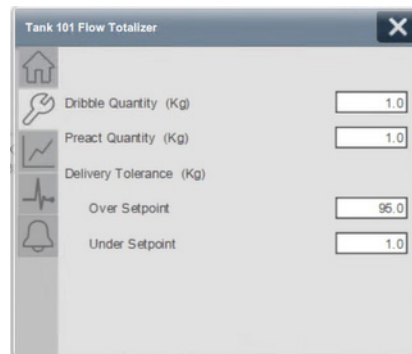 Tank 101 Flow Totalizer
Dribble Quantity (Kg) 1.0
Preact Quantity (Kg) 1.0
Delivery Tolerance (Kg)
Over Setpoint 95.0
Under Setpoint 1.0